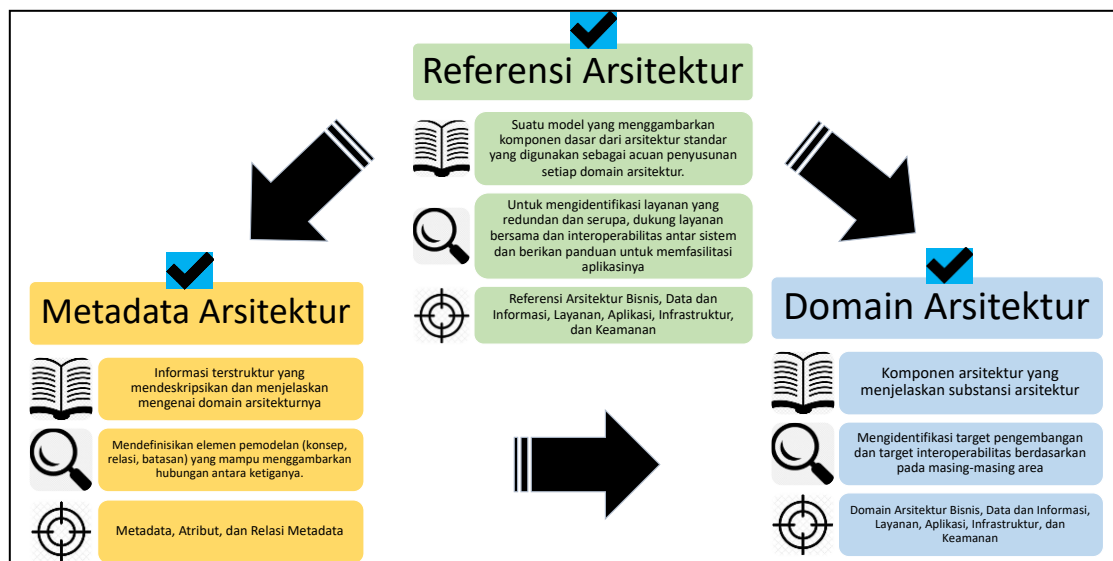 Referensi Arsitektur
Suatu model yang menggambarkan
komponen dasar dari arsitektur standar
yang digunakan sebagai acuan penyusunan
setiap domain arsitektur.
Untuk mengidentifikasi layanan yang
redundan dan serupa, dukung layanan
bersama dan interoperabilitas antar sistem
dan berikan panduan untuk memfasilitasi
aplikasinya
Referensi Arsitektur Bisnis, Data dan
Informasi, Layanan, Aplikasi, Infrastruktur,
dan Keamanan
Metadata Arsitektur
Informasi terstruktur yang
mendeskripsikan dan menjelaskan
mengenai domain arsitekturnya
Mendefinisikan elemen pemodelan (konsep,
relasi, batasan) yang mampu menggambarkan
hubungan antara ketiganya.
Metadata, Atribut, dan Relasi Metadata
Domain Arsitektur
Komponen arsitektur yang
menjelaskan substansi arsitektur
Mengidentifikasi target pengembangan
dan target interoperabilitas berdasarkan
pada masing-masing area
Domain Arsitektur Bisnis, Data dan Informasi,
Layanan, Aplikasi, Infrastruktur, dan
Keamanan